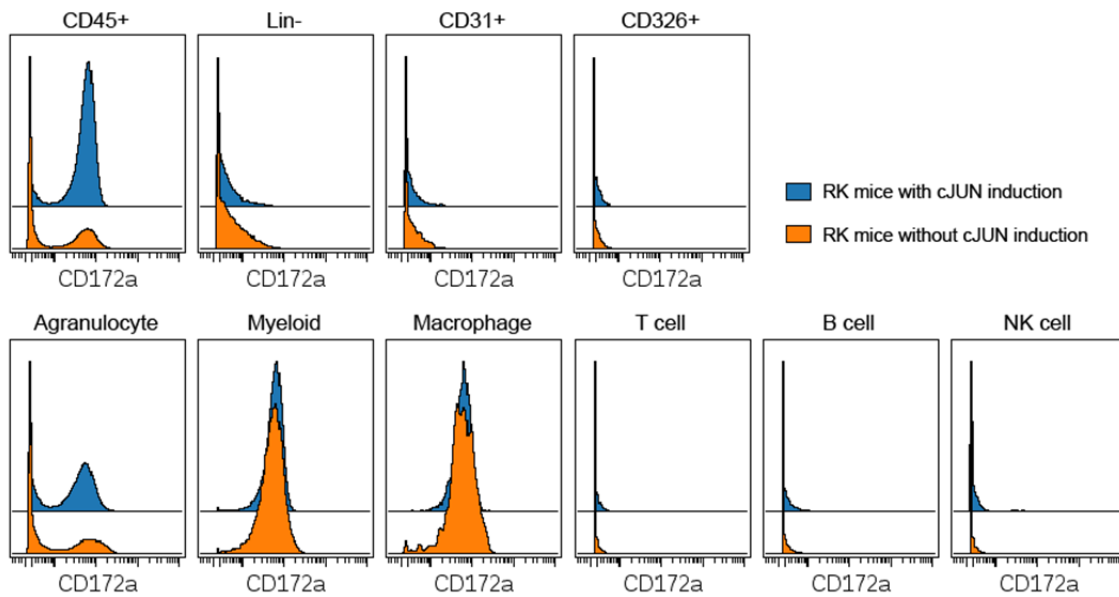 CD45+
Lin-
CD31+
CD326+
CD172a
CD172a
CD172a
CD172a
RK mice with cJUN induction
RK mice without cJUN induction
Agranulocyte
Myeloid
Macrophage
T cell
B cell
NK cell
CD172a
CD172a
CD172a
CD172a
CD172a
CD172a